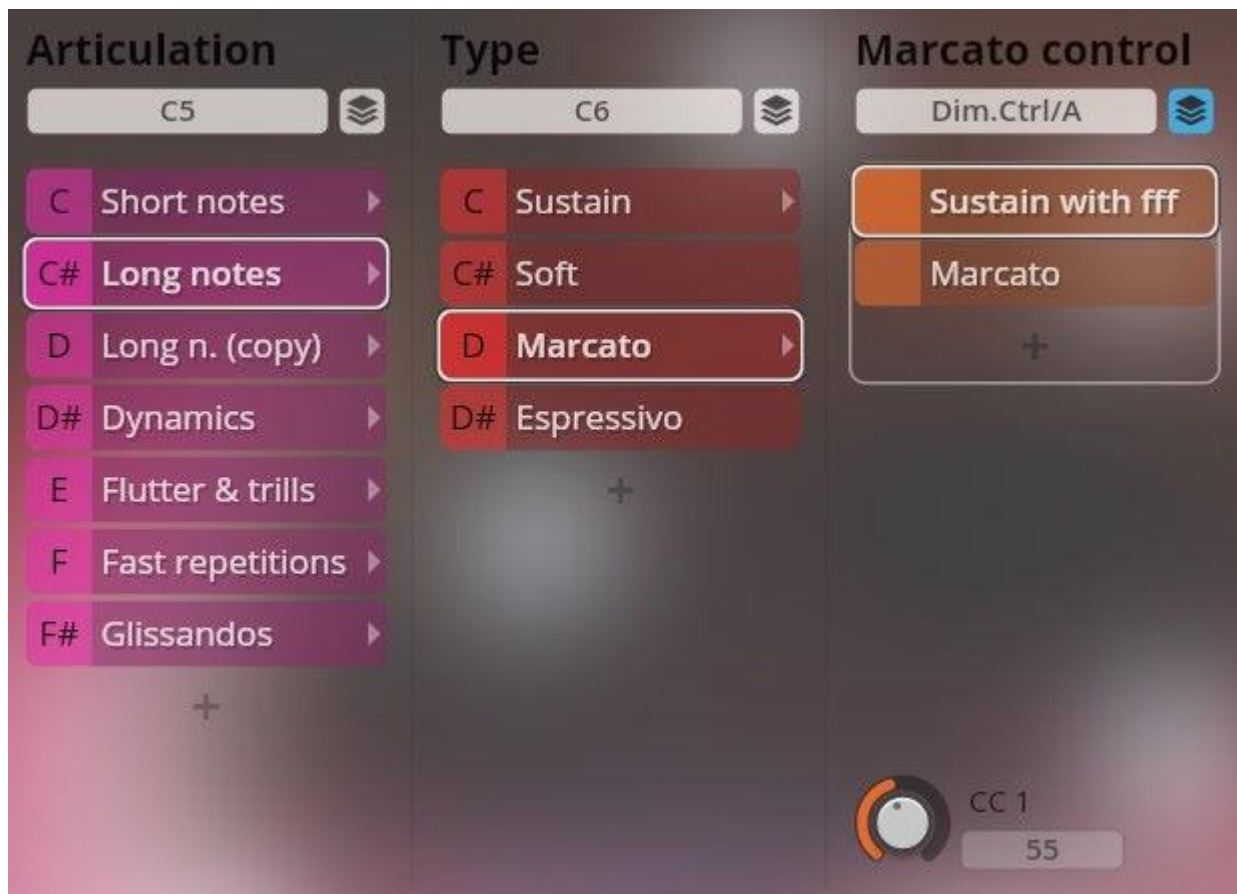 Articulation
C5
C Short notes
C# Long notes
D Long n. (copy)
D# Dynamics
E Flutter & trills
F Fast repetitions
F# Glissandos
+
Type
C6
C Sustain
C# Soft
D Marcato
D# Espressivo
+
Marcato control
Dim.Ctrl/A
Sustain with fff
Marcato
+
CC 1
55